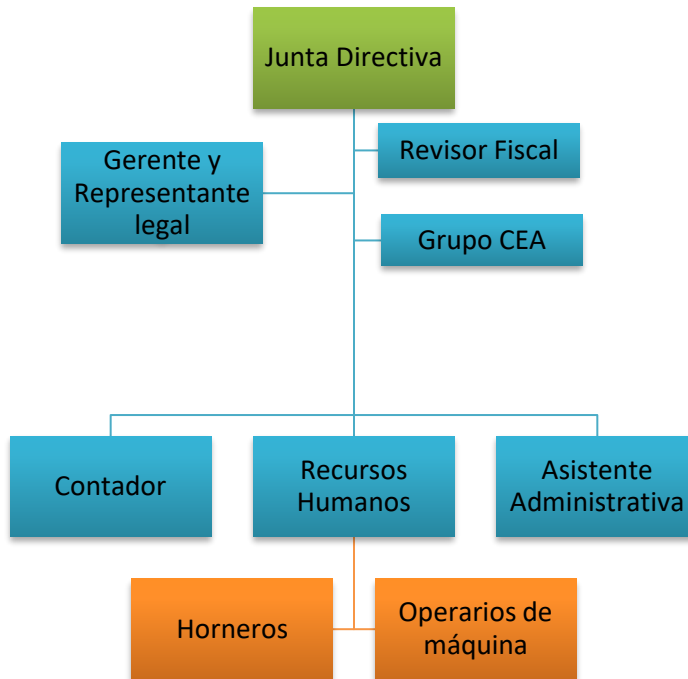 Junta Directiva
Revisor Fiscal
Gerente y
Representante
legal
Grupo CEA
Contador
Recursos
Humanos
Asistente
Administrativa
Horneros
Operarios de
máquina